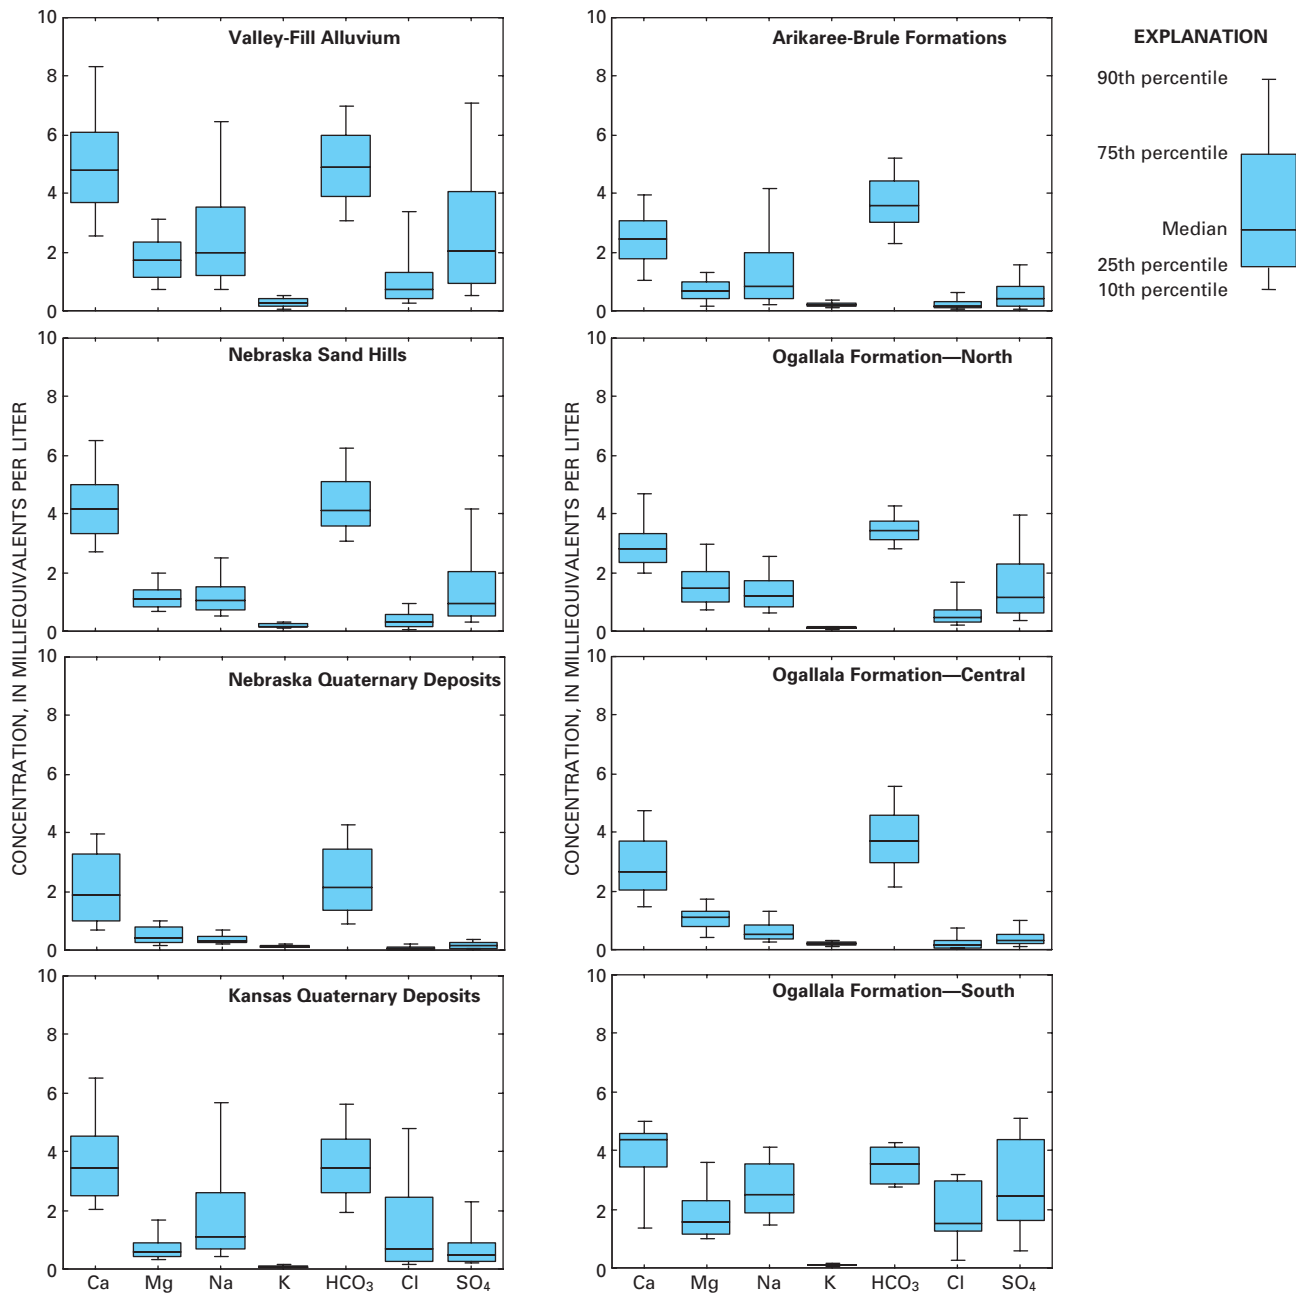 10
8
6
4
2
0
Valley-Fill Alluvium
10
8
6
4
2
0
Arikaree-Brule Formations
EXPLANATION
90th percentile
75th percentile
Median
25th percentile
10th percentile
CONCENTRATION, IN MILLIEQUIVALENTS PER LITER
10
8
6
4
2
0
Nebraska Sand Hills
CONCENTRATION, IN MILLIEQUIVALENTS PER LITER
10
8
6
4
2
0
Ogallala Formation—North
10
8
6
4
2
0
Nebraska Quaternary Deposits
10
8
6
4
2
0
Ogallala Formation—Central
10
8
6
4
2
0
Kansas Quaternary Deposits
Ca Mg Na K HCO₃ Cl SO₄
10
8
6
4
2
0
Ogallala Formation—South
Ca Mg Na K HCO₃ Cl SO₄